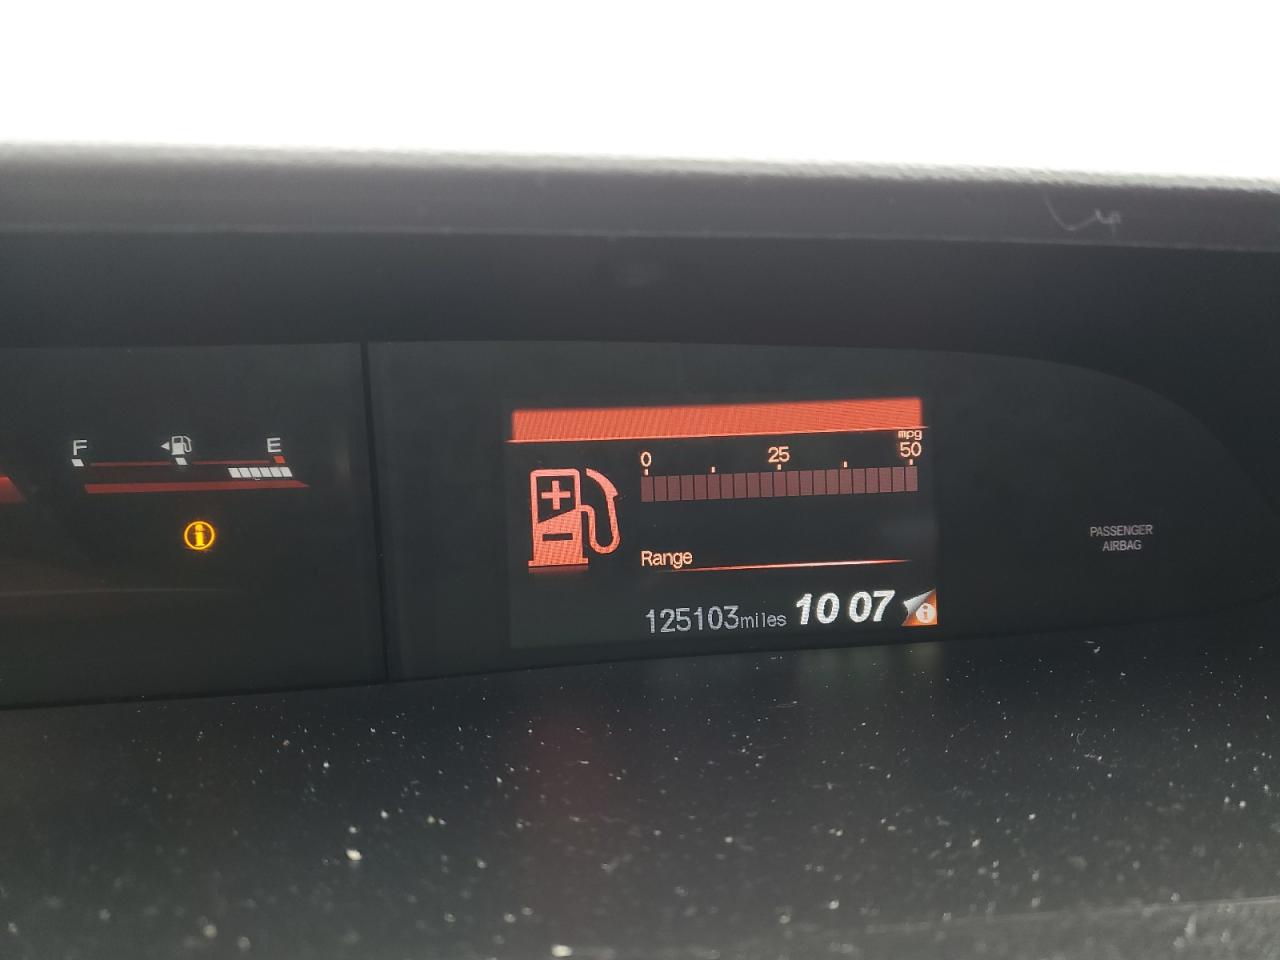 F E
mpg
0 25 50
Range
125103miles 10 07
PASSENGER
AIRBAG